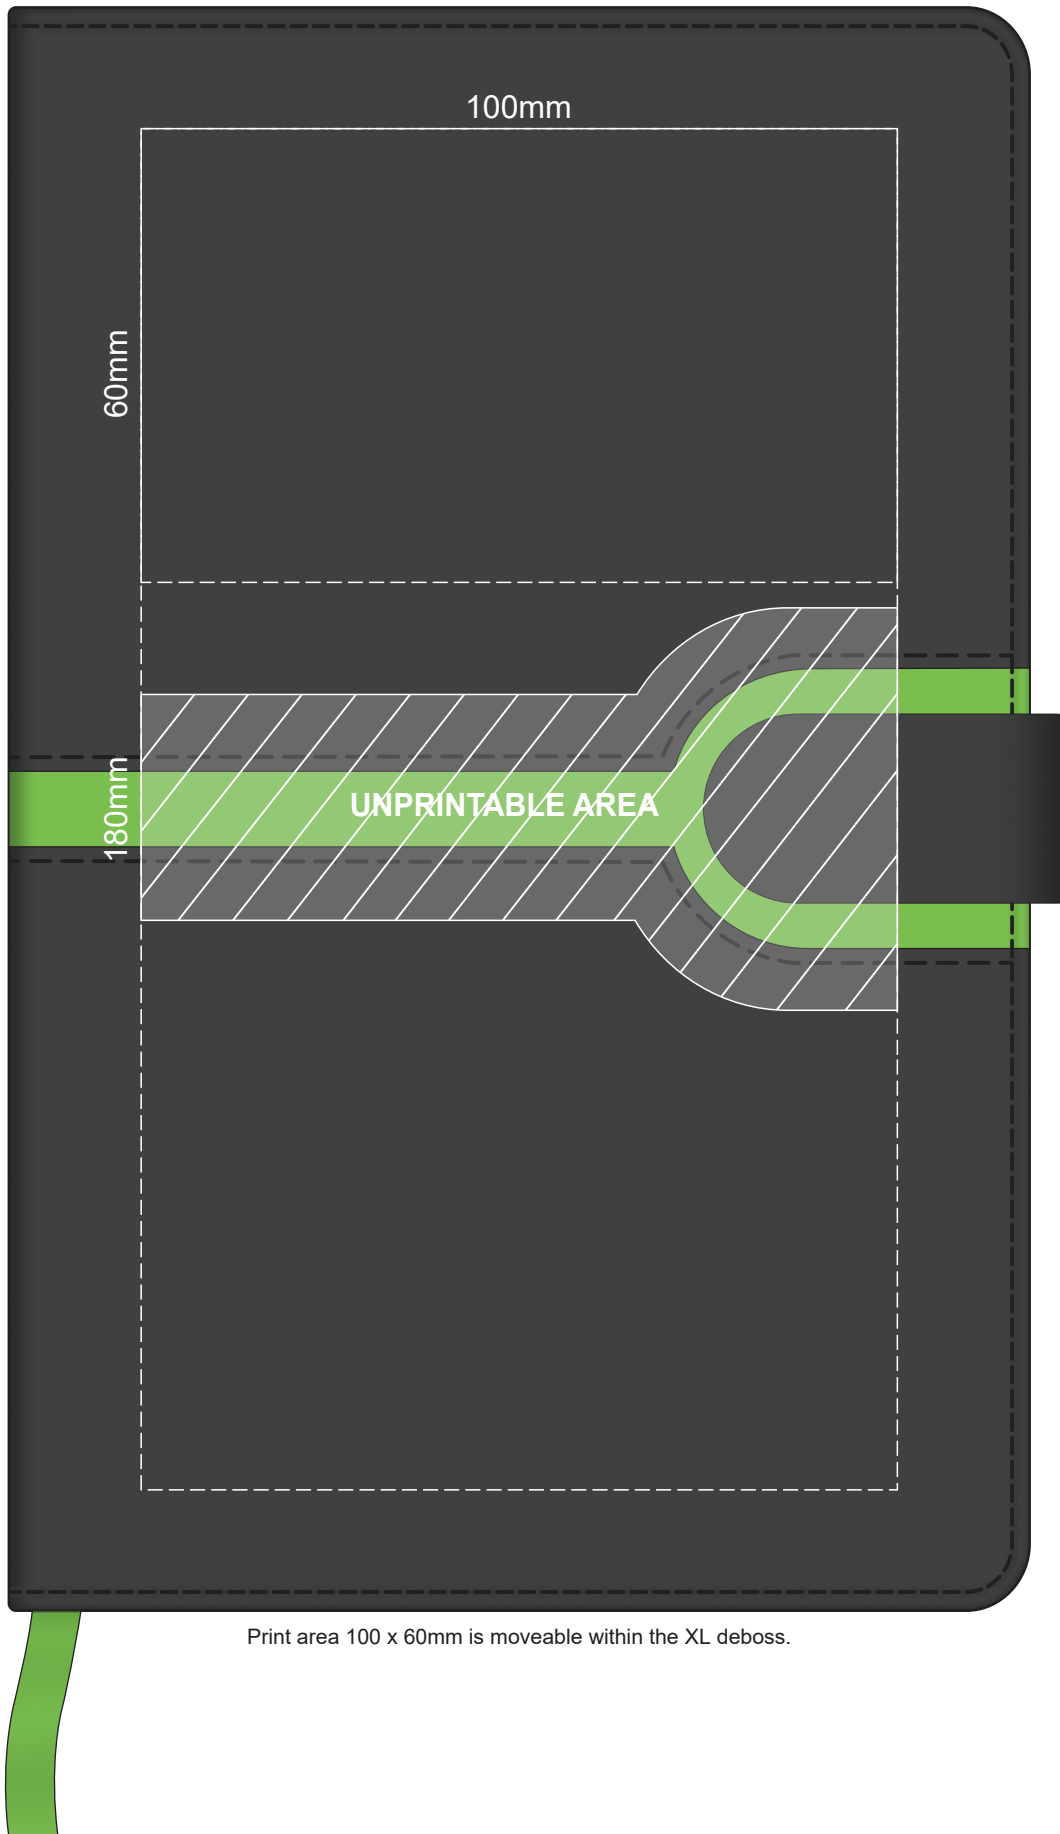 100mm
60mm
180mm
UNPRINTABLE AREA
Print area 100 x 60mm is moveable within the XL deboss.